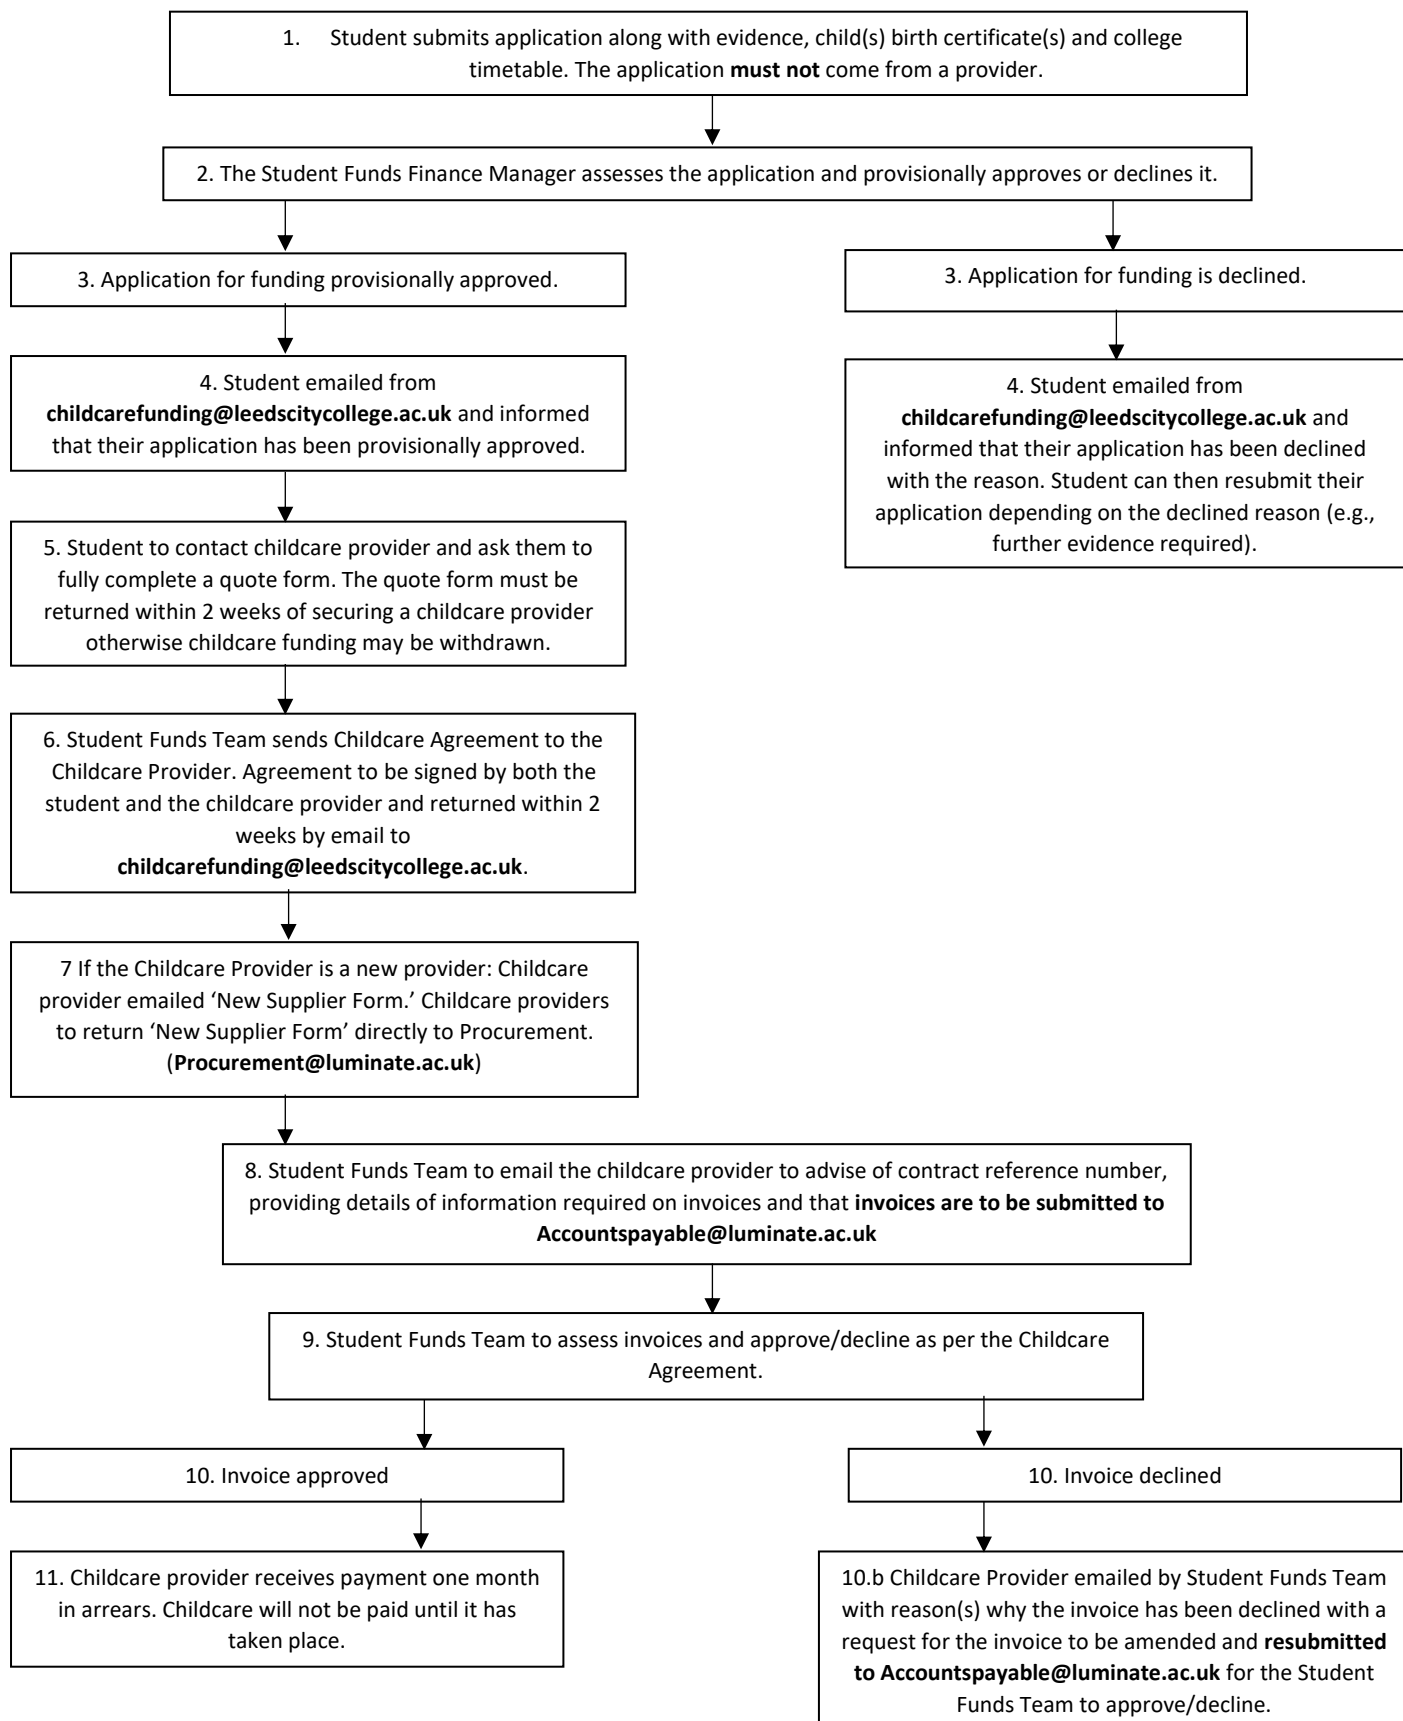 1. Student submits application along with evidence, child(s) birth certificate(s) and college
timetable. The application must not come from a provider.
2. The Student Funds Finance Manager assesses the application and provisionally approves or declines it.
3. Application for funding provisionally approved.
3. Application for funding is declined.
4. Student emailed from
childcarefunding@leedscitycollege.ac.uk and informed
that their application has been provisionally approved.
4. Student emailed from
childcarefunding@leedscitycollege.ac.uk and
informed that their application has been declined
with the reason. Student can then resubmit their
application depending on the declined reason (e.g.,
further evidence required).
5. Student to contact childcare provider and ask them to
fully complete a quote form. The quote form must be
returned within 2 weeks of securing a childcare provider
otherwise childcare funding may be withdrawn.
6. Student Funds Team sends Childcare Agreement to the
Childcare Provider. Agreement to be signed by both the
student and the childcare provider and returned within 2
weeks by email to
childcarefunding@leedscitycollege.ac.uk.
7 If the Childcare Provider is a new provider: Childcare
provider emailed ‘New Supplier Form.’ Childcare providers
to return ‘New Supplier Form’ directly to Procurement.
(Procurement@luminate.ac.uk)
8. Student Funds Team to email the childcare provider to advise of contract reference number,
providing details of information required on invoices and that invoices are to be submitted to
Accountspayable@luminate.ac.uk
9. Student Funds Team to assess invoices and approve/decline as per the Childcare
Agreement.
10. Invoice approved
10. Invoice declined
11. Childcare provider receives payment one month
in arrears. Childcare will not be paid until it has
taken place.
10.b Childcare Provider emailed by Student Funds Team
with reason(s) why the invoice has been declined with a
request for the invoice to be amended and resubmitted
to Accountspayable@luminate.ac.uk for the Student
Funds Team to approve/decline.